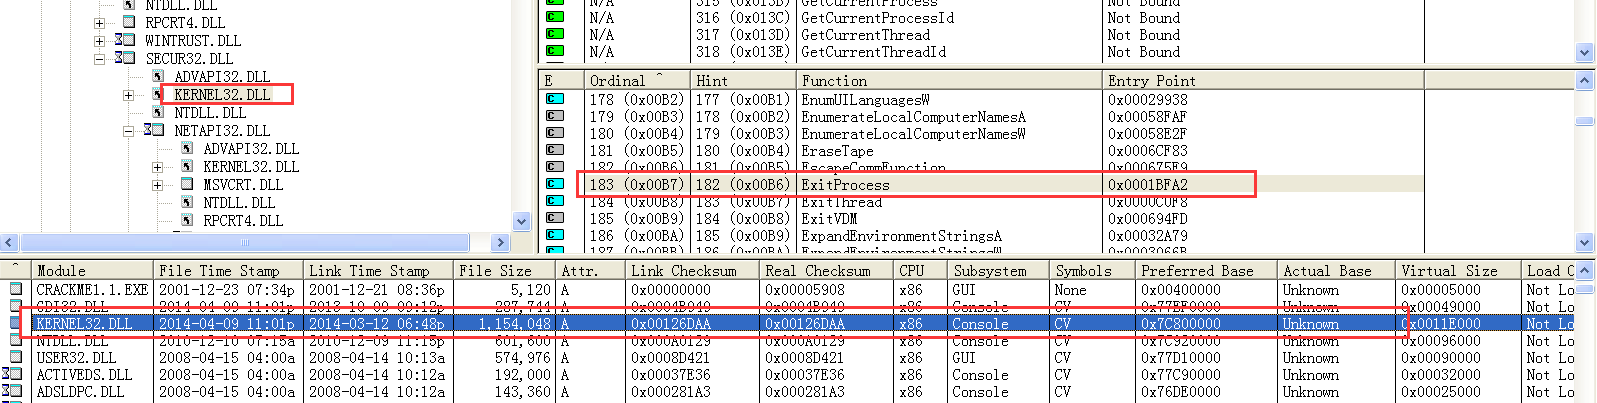 NTDLL.DLL
RPCRT4.DLL
WINTRUST.DLL
SECUR32.DLL
ADVAPI32.DLL
KERNEL32.DLL
NTDLL.DLL
NETAPI32.DLL
ADVAPI32.DLL
KERNEL32.DLL
MSVCRT.DLL
NTDLL.DLL
RPCRT4.DLL
N/A 315 (0x013B) GetCurrentProcess Not Bound
N/A 316 (0x013C) GetCurrentProcessId Not Bound
N/A 317 (0x013D) GetCurrentThread Not Bound
N/A 318 (0x013E) GetCurrentThreadId Not Bound
E Ordinal ^ Hint Function Entry Point
178 (0x00B2) 177 (0x00B1) EnumUILanguagesW 0x00029938
179 (0x00B3) 178 (0x00B2) EnumerateLocalComputerNamesA 0x00058FAF
180 (0x00B4) 179 (0x00B3) EnumerateLocalComputerNamesW 0x00058E2F
181 (0x00B5) 180 (0x00B4) EraseTape 0x0006CF83
182 (0x00B6) 181 (0x00B5) EscapeCommFunction 0x000675E9
183 (0x00B7) 182 (0x00B6) ExitProcess 0x0001BFA2
184 (0x00B8) 183 (0x00B7) ExitThread 0x0000C0F8
185 (0x00B9) 184 (0x00B8) ExitVDM 0x000694FD
186 (0x00BA) 185 (0x00B9) ExpandEnvironmentStringsA 0x00032A79
187 (0x00BB) 186 (0x00BA) ExpandEnvironmentStringsW 0x0003066B
^ Module File Time Stamp Link Time Stamp File Size Attr. Link Checksum Real Checksum CPU Subsystem Symbols Preferred Base Actual Base Virtual Size Load C
CRACKME1.1.EXE 2001-12-23 07:34p 2001-12-21 08:36p 5,120 A 0x00000000 0x00005908 x86 GUI None 0x00400000 Unknown 0x00005000 Not Lo
GDI32.DLL 2014-04-09 11:01p 287,744 A 0x0004B949 0x0004B949 x86 Console CV 0x77EF0000 Unknown 0x00049000 Not Lo
KERNEL32.DLL 2014-04-09 11:01p 2014-03-12 06:48p 1,154,048 A 0x00126DAA 0x00126DAA x86 Console CV 0x7C800000 Unknown 0x0011E000 Not Lo
NTDLL.DLL 2010-12-10 07:15a 2010-12-09 11:15p 601,600 A 0x000A0129 0x000A0129 x86 Console CV 0x7C920000 Unknown 0x00096000 Not Lo
USER32.DLL 2008-04-15 04:00a 2008-04-14 10:13a 574,976 A 0x0008D421 0x0008D421 x86 GUI CV 0x77D10000 Unknown 0x00090000 Not Lo
ACTIVEDS.DLL 2008-04-15 04:00a 2008-04-14 10:12a 192,000 A 0x00037E36 0x00037E36 x86 Console CV 0x77C90000 Unknown 0x00032000 Not Lo
ADSLDPC.DLL 2008-04-15 04:00a 2008-04-14 10:12a 143,360 A 0x000281A3 0x000281A3 x86 Console CV 0x76DE0000 Unknown 0x00025000 Not Lo